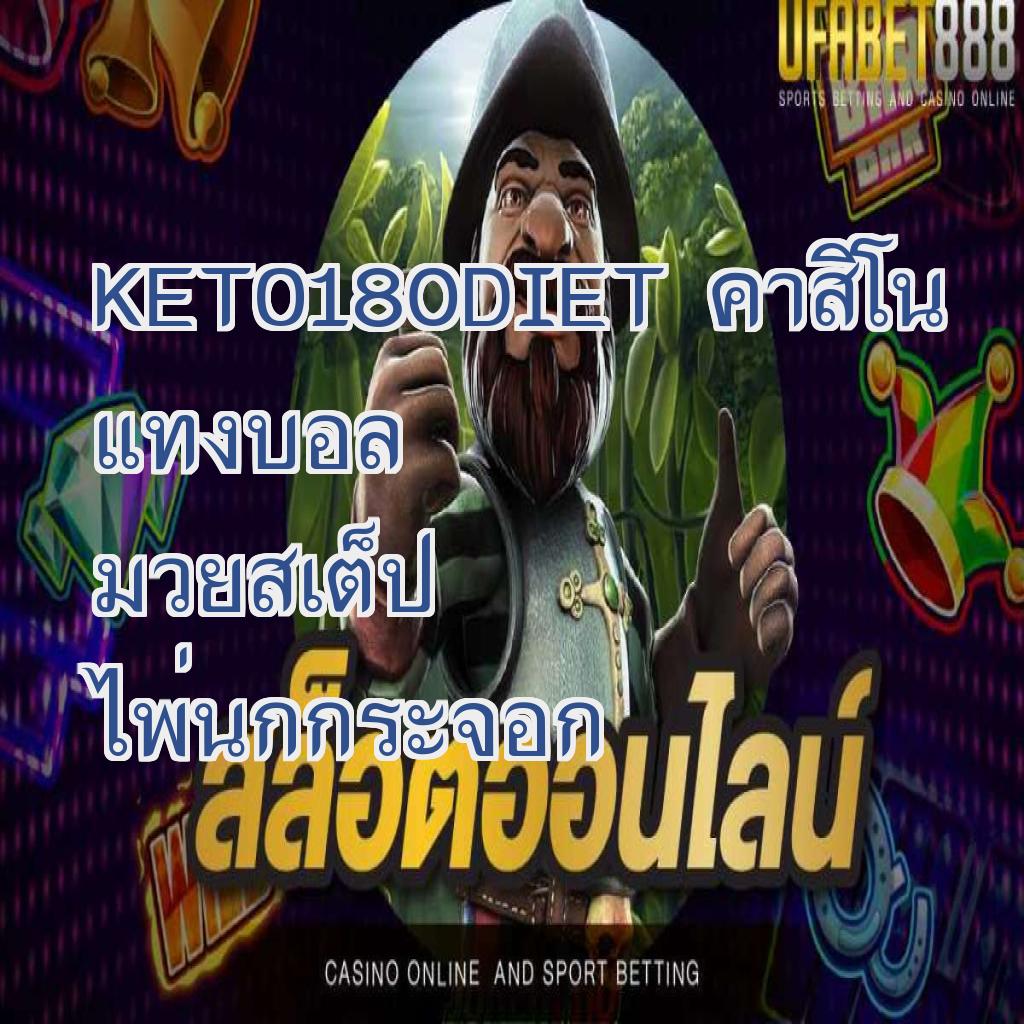 UFABET888
SPORTS BETTING AND CASINO ONLINE
BAR
KETO180DIET คาสิโน
แทงบอล
มวยสเต็ป
ไพ่นกกระจอก
สล็อตออนไลน์
CASINO ONLINE AND SPORT BETTING